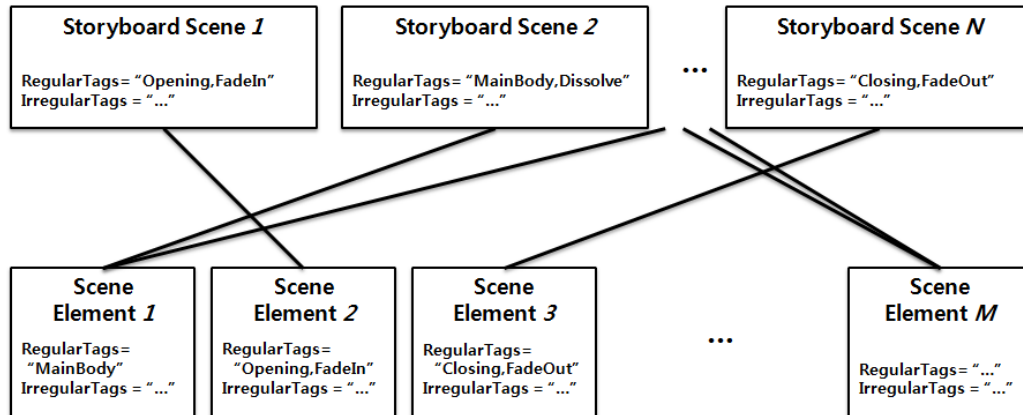 Storyboard Scene 1
RegularTags= “Opening,FadeIn”
IrregularTags = “...”
Storyboard Scene 2
RegularTags= “MainBody,Dissolve”
IrregularTags = “...”
...
Storyboard Scene N
RegularTags= “Closing,FadeOut”
IrregularTags = “...”
Scene
Element 1
RegularTags=
“MainBody”
IrregularTags = “...”
Scene
Element 2
RegularTags=
“Opening,FadeIn”
IrregularTags = “...”
Scene
Element 3
RegularTags=
“Closing,FadeOut”
IrregularTags = “...”
...
Scene
Element M
RegularTags= “...”
IrregularTags = “...”